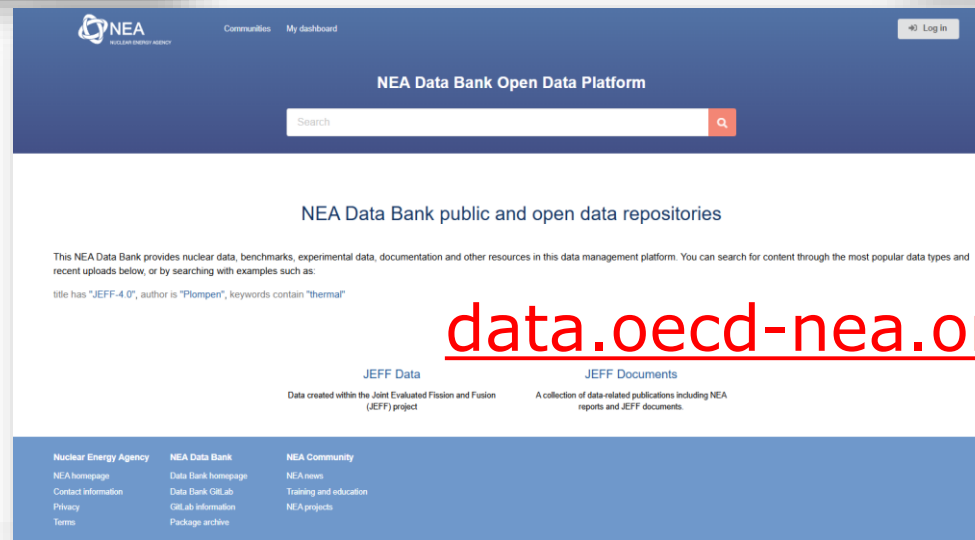 NEA
NUCLEAR ENERGY AGENCY
Communities My dashboard
Log in
NEA Data Bank Open Data Platform
Search
NEA Data Bank public and open data repositories
This NEA Data Bank provides nuclear data, benchmarks, experimental data, documentation and other resources in this data management platform. You can search for content through the most popular data types and
recent uploads below, or by searching with examples such as:
title has "JEFF-4.0", author is "Plompen", keywords contain "thermal"
data.oecd-nea.or
JEFF Data
Data created within the Joint Evaluated Fission and Fusion
(JEFF) project
JEFF Documents
A collection of data-related publications including NEA
reports and JEFF documents.
Nuclear Energy Agency
NEA homepage
Contact information
Privacy
Terms
NEA Data Bank
Data Bank homepage
Data Bank GitLab
GitLab information
Package archive
NEA Community
NEA news
Training and education
NEA projects